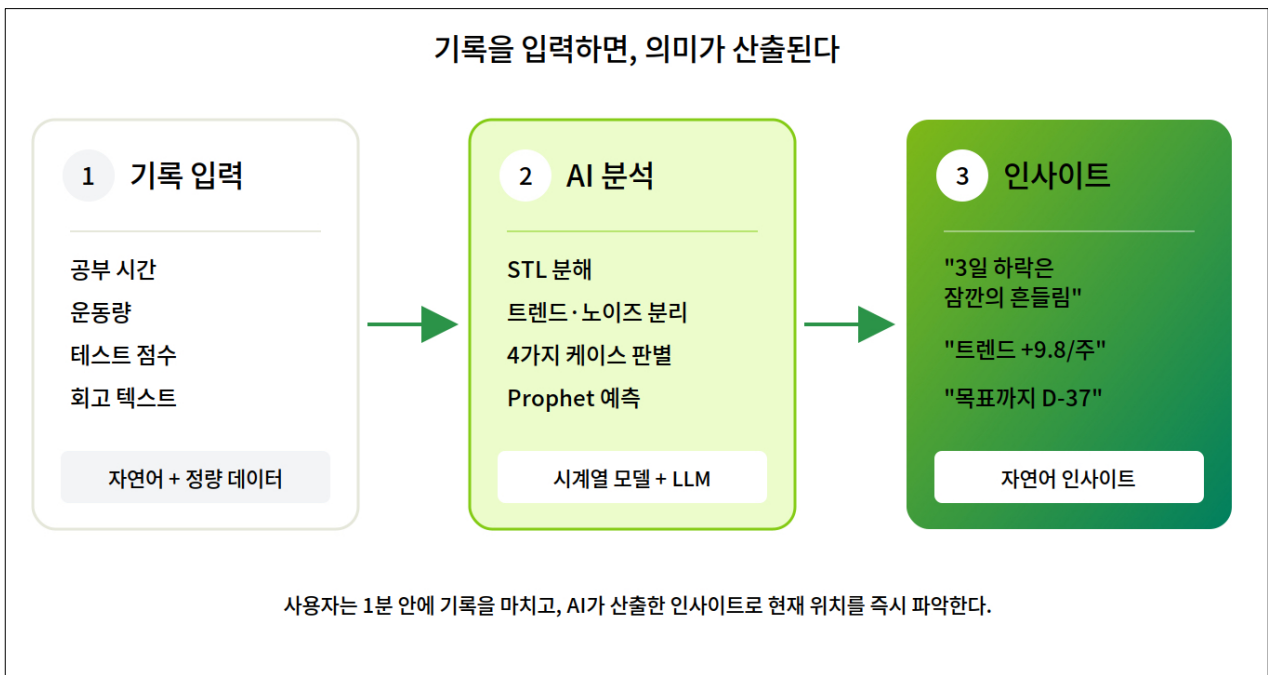 기록을 입력하면, 의미가 산출된다
1 기록 입력
공부 시간
운동량
테스트 점수
회고 텍스트
자연어 + 정량 데이터
2 AI 분석
STL 분해
트렌드·노이즈 분리
4가지 케이스 판별
Prophet 예측
시계열 모델 + LLM
3 인사이트
"3일 하락은
잠깐의 흔들림"
"트렌드 +9.8/주"
"목표까지 D-37"
자연어 인사이트
사용자는 1분 안에 기록을 마치고, AI가 산출한 인사이트로 현재 위치를 즉시 파악한다.